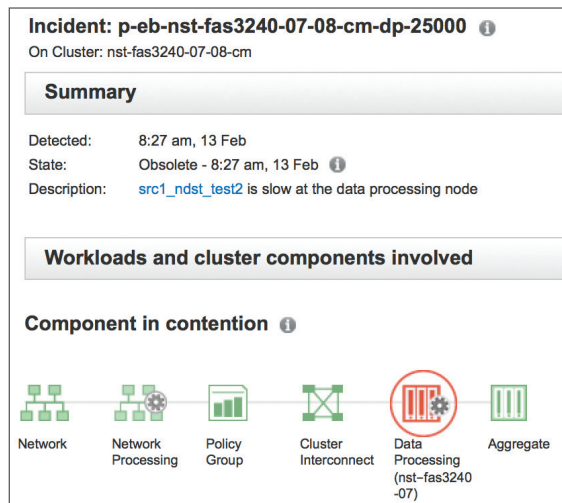 Incident: p-eb-nst-fas3240-07-08-cm-dp-25000
On Cluster: nst-fas3240-07-08-cm
Summary
Detected: 8:27 am, 13 Feb
State: Obsolete - 8:27 am, 13 Feb
Description: src1_ndst_test2 is slow at the data processing node
Workloads and cluster components involved
Component in contention
Network
Network
Processing
Policy
Group
Cluster
Interconnect
Data
Processing
(nst-fas3240
-07)
Aggregate